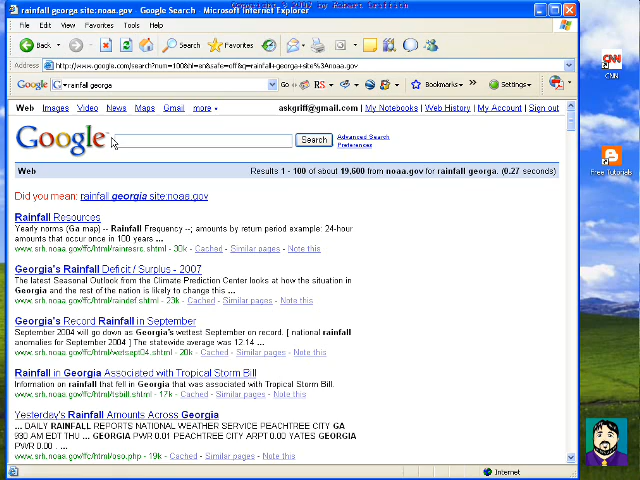 Copyright © 2007 by Robert Griffith
rainfall georga site:noaa.gov - Google Search - Microsoft Internet Explorer
File Edit View Favorites Tools Help
Back Search Favorites
Address http://www.google.com/search?num=100&hl=en&safe=off&q=rainfall+georga+site%3Anoaa.gov
Google rainfall georga Go RS Bookmarks Settings
Web Images Video News Maps Gmail more askgriff@gmail.com | My Notebooks | Web History | My Account | Sign out
Google Search Advanced Search
Preferences
Web Results 1 - 100 of about 19,600 from noaa.gov for rainfall georga. (0.27 seconds)
Did you mean: rainfall georgia site:noaa.gov
Rainfall Resources
Yearly norms (Ga map) -- Rainfall Frequency --; amounts by return period example: 24-hour
amounts that occur once in 100 years ...
www.srh.noaa.gov/ffc/html/rainresrc.shtml - 30k - Cached - Similar pages - Note this
Georgia's Rainfall Deficit / Surplus - 2007
The latest Seasonal Outlook from the Climate Prediction Center looks at how the situation in
Georgia and the rest of the nation is likely to change this ...
www.srh.noaa.gov/ffc/html/raindef.shtml - 23k - Cached - Similar pages - Note this
Georgia's Record Rainfall in September
September 2004 will go down as Georgia's wettest September on record. [ national rainfall
anomalies for September 2004 ] The statewide average was 12.14 ...
www.srh.noaa.gov/ffc/html/wetsept04.shtml - 20k - Cached - Similar pages - Note this
Rainfall in Georgia Associated with Tropical Storm Bill
Information on rainfall that fell in Georgia that was associated with Tropical Storm Bill.
www.srh.noaa.gov/ffc/html/tsbill.shtml - 17k - Cached - Similar pages - Note this
Yesterday's Rainfall Amounts Across Georgia
... DAILY REPORTS NATIONAL WEATHER SERVICE PEACHTREE CITY GA
930 AM EDT THU ... GEORGIA PWR 0.01 PEACHTREE CITY ARPT 0.00 YATES GEORGIA
PWR 0.00 ...
www.srh.noaa.gov/ffc/html/oso.php - 19k - Cached - Similar pages - Note this
Internet
CNN
CNN
Free Tutorials